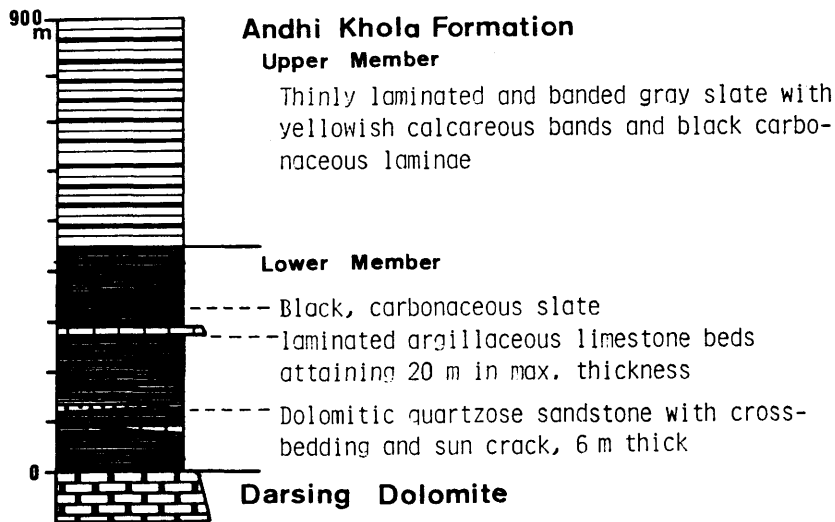 900
m
Andhi Khola Formation
Upper Member
Thinly laminated and banded gray slate with
yellowish calcareous bands and black carbo-
naceous laminae
Lower Member
Black, carbonaceous slate
laminated argillaceous limestone beds
attaining 20 m in max. thickness
Dolomitic quartzose sandstone with cross-
bedding and sun crack, 6 m thick
0
Darsing Dolomite